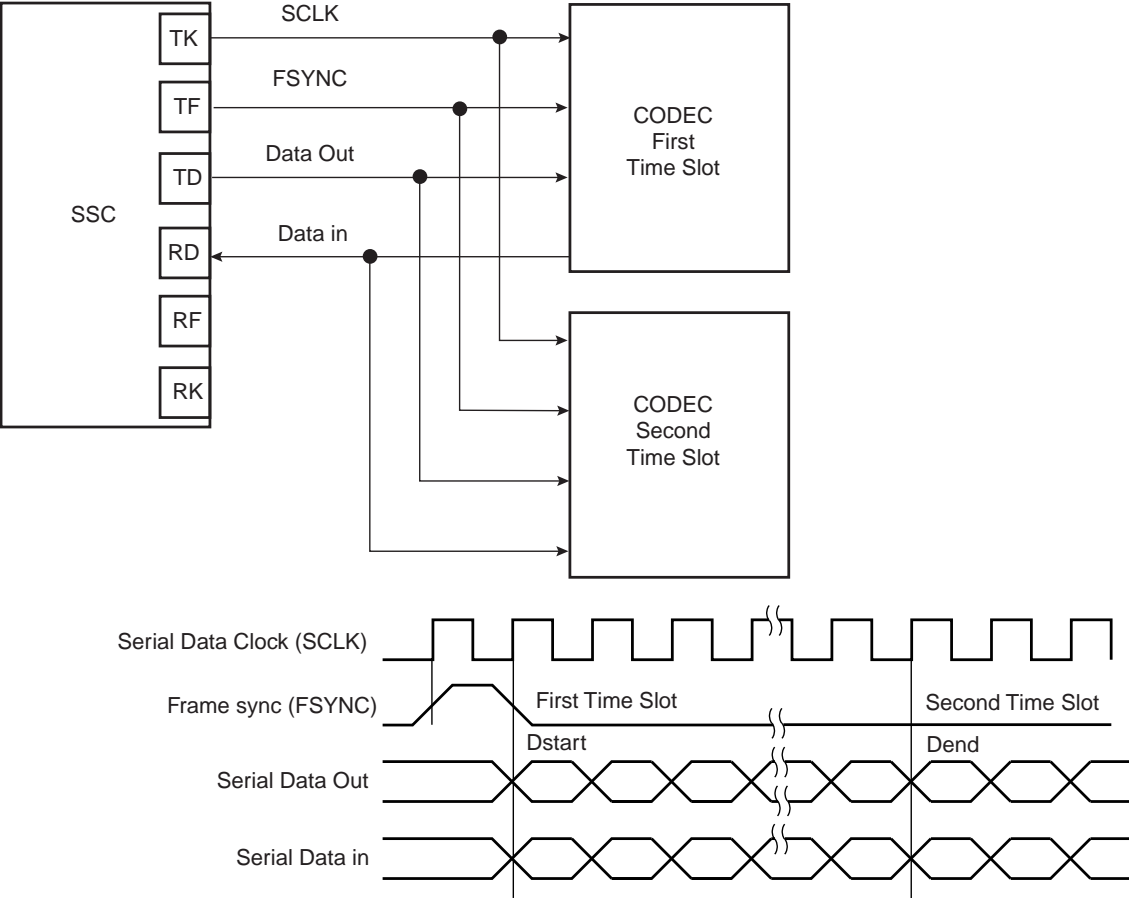 SCLK
TK
FSYNC
TF
CODEC
First
Time Slot
Data Out
TD
SSC
Data in
RD
RF
RK
CODEC
Second
Time Slot
Serial Data Clock (SCLK)
Frame sync (FSYNC)
First Time Slot
Second Time Slot
Dstart
Dend
Serial Data Out
Serial Data in